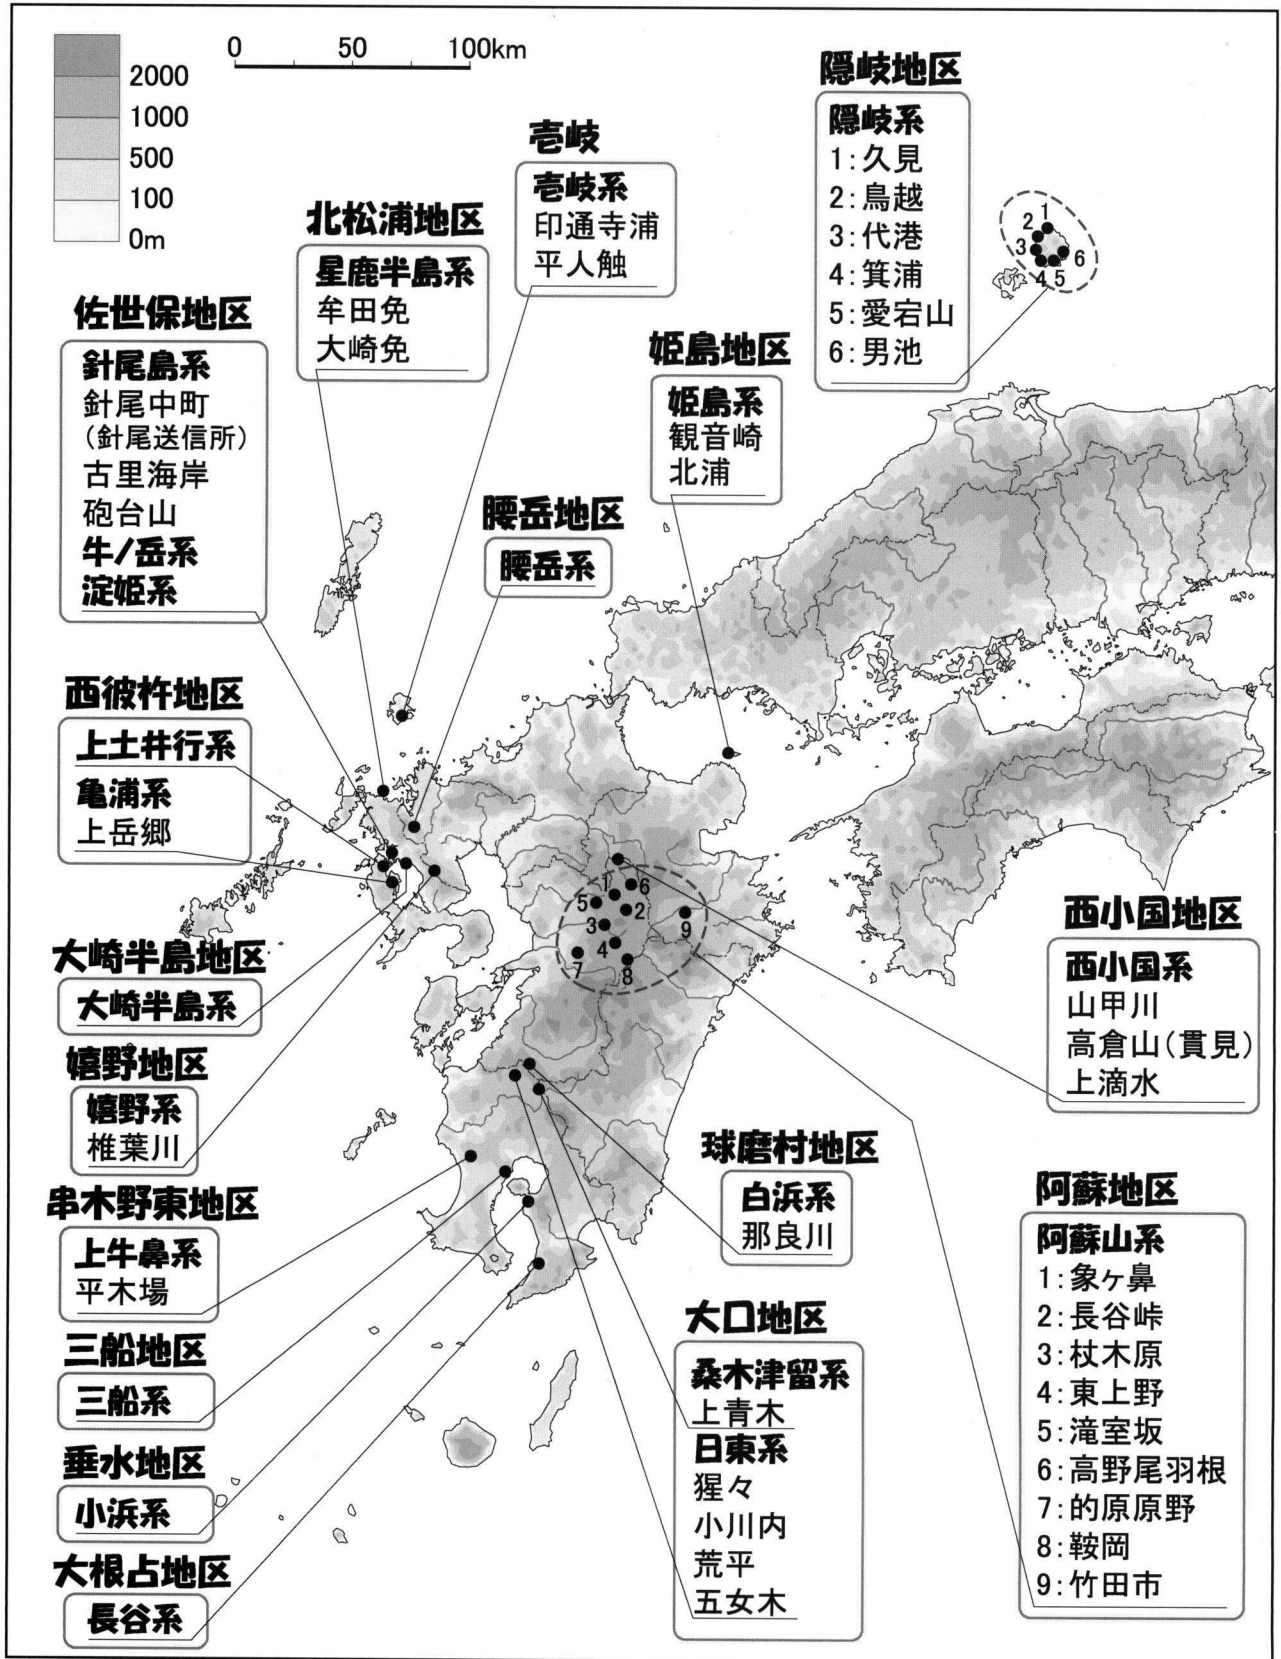 2000
1000
500
100
0m
0 50 100km
隠岐地区
隠岐系
1:久見
2:鳥越
3:代港
4:箕浦
5:愛宕山
6:男池
1
2
3
4
5
6
壱岐
壱岐系
印通寺浦
平人触
北松浦地区
星鹿半島系
牟田免
大崎免
佐世保地区
針尾島系
針尾中町
(針尾送信所)
古里海岸
砲台山
牛ノ岳系
淀姫系
姫島地区
姫島系
観音崎
北浦
腰岳地区
腰岳系
西彼杵地区
上土井行系
亀浦系
上岳郷
1
6
5
2
3
9
4
7
8
大崎半島地区
大崎半島系
嬉野地区
嬉野系
椎葉川
串木野東地区
上牛鼻系
平木場
三船地区
三船系
垂水地区
小浜系
大根占地区
長谷系
西小国地区
西小国系
山甲川
高倉山(貫見)
上滴水
球磨村地区
白浜系
那良川
大口地区
桑木津留系
上青木
日東系
猩々
小川内
荒平
五女木
阿蘇地区
阿蘇山系
1:象ヶ鼻
2:長谷峠
3:杖木原
4:東上野
5:滝室坂
6:高野尾羽根
7:的原原野
8:鞍岡
9:竹田市